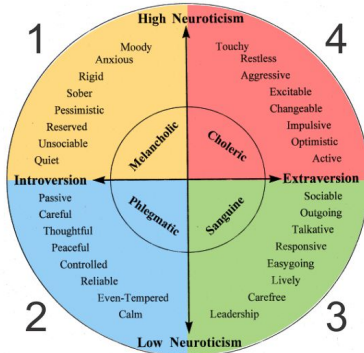 1
4
High Neuroticism
Moody
Anxious
Rigid
Sober
Pessimistic
Reserved
Unsociable
Quiet
Melancholic
Touchy
Restless
Aggressive
Excitable
Changeable
Impulsive
Optimistic
Active
Choleric
Introversion
Extraversion
Passive
Careful
Thoughtful
Peaceful
Controlled
Reliable
Even-Tempered
Calm
Phlegmatic
Sanguine
Sociable
Outgoing
Talkative
Responsive
Easygoing
Lively
Carefree
Leadership
2
3
Low Neuroticism